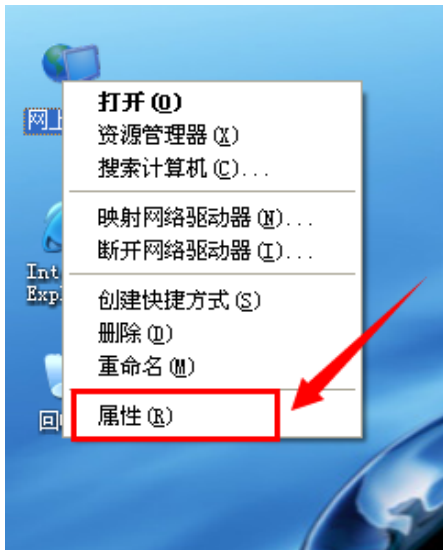 网上
打开(O)
资源管理器(X)
搜索计算机(C)...
映射网络驱动器(N)...
断开网络驱动器(I)...
Int
Exp
创建快捷方式(S)
删除(D)
重命名(M)
属性(R)
回